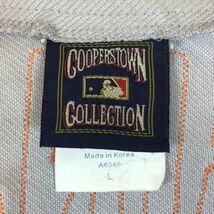 COOPERSTOWN
COLLECTION
Made in Korea
A6349
L